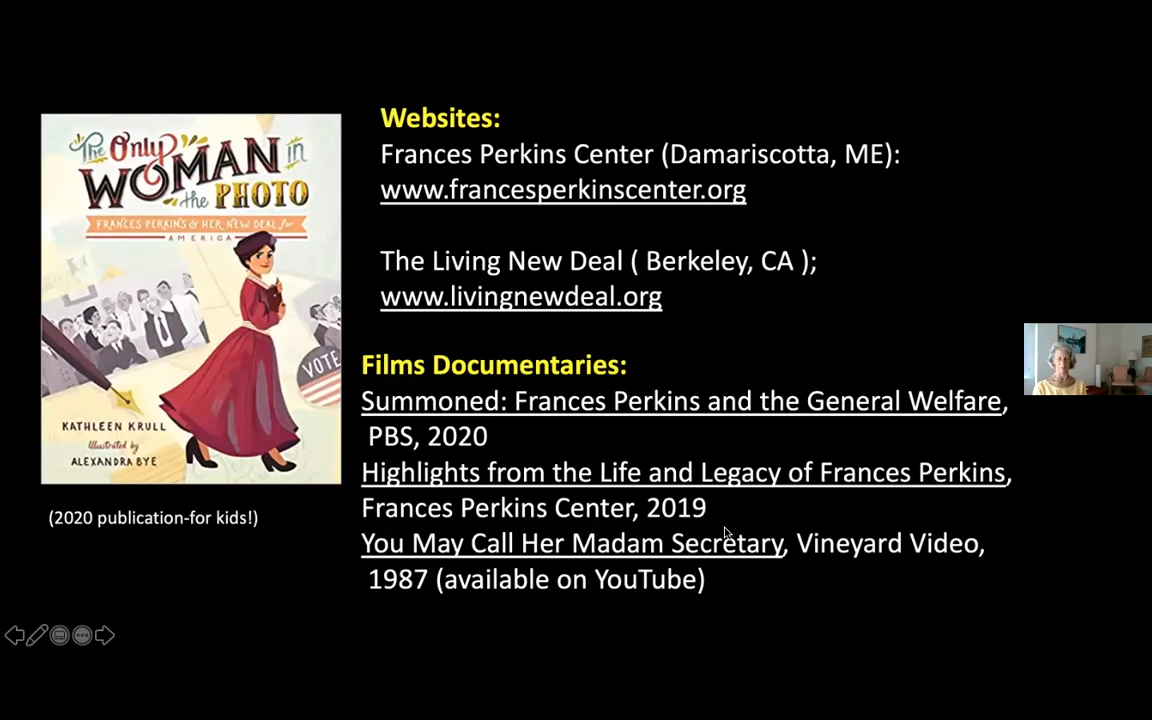 The Only
WOMAN in
the PHOTO
FRANCES PERKINS & HER NEW DEAL for
AMERICA
VOTE
KATHLEEN KRULL
Illustrated by
ALEXANDRA BYE
(2020 publication-for kids!)
Websites:
Frances Perkins Center (Damariscotta, ME):
www.francesperkinscenter.org
The Living New Deal ( Berkeley, CA );
www.livingnewdeal.org
Films Documentaries:
Summoned: Frances Perkins and the General Welfare,
PBS, 2020
Highlights from the Life and Legacy of Frances Perkins,
Frances Perkins Center, 2019
You May Call Her Madam Secretary, Vineyard Video,
1987 (available on YouTube)